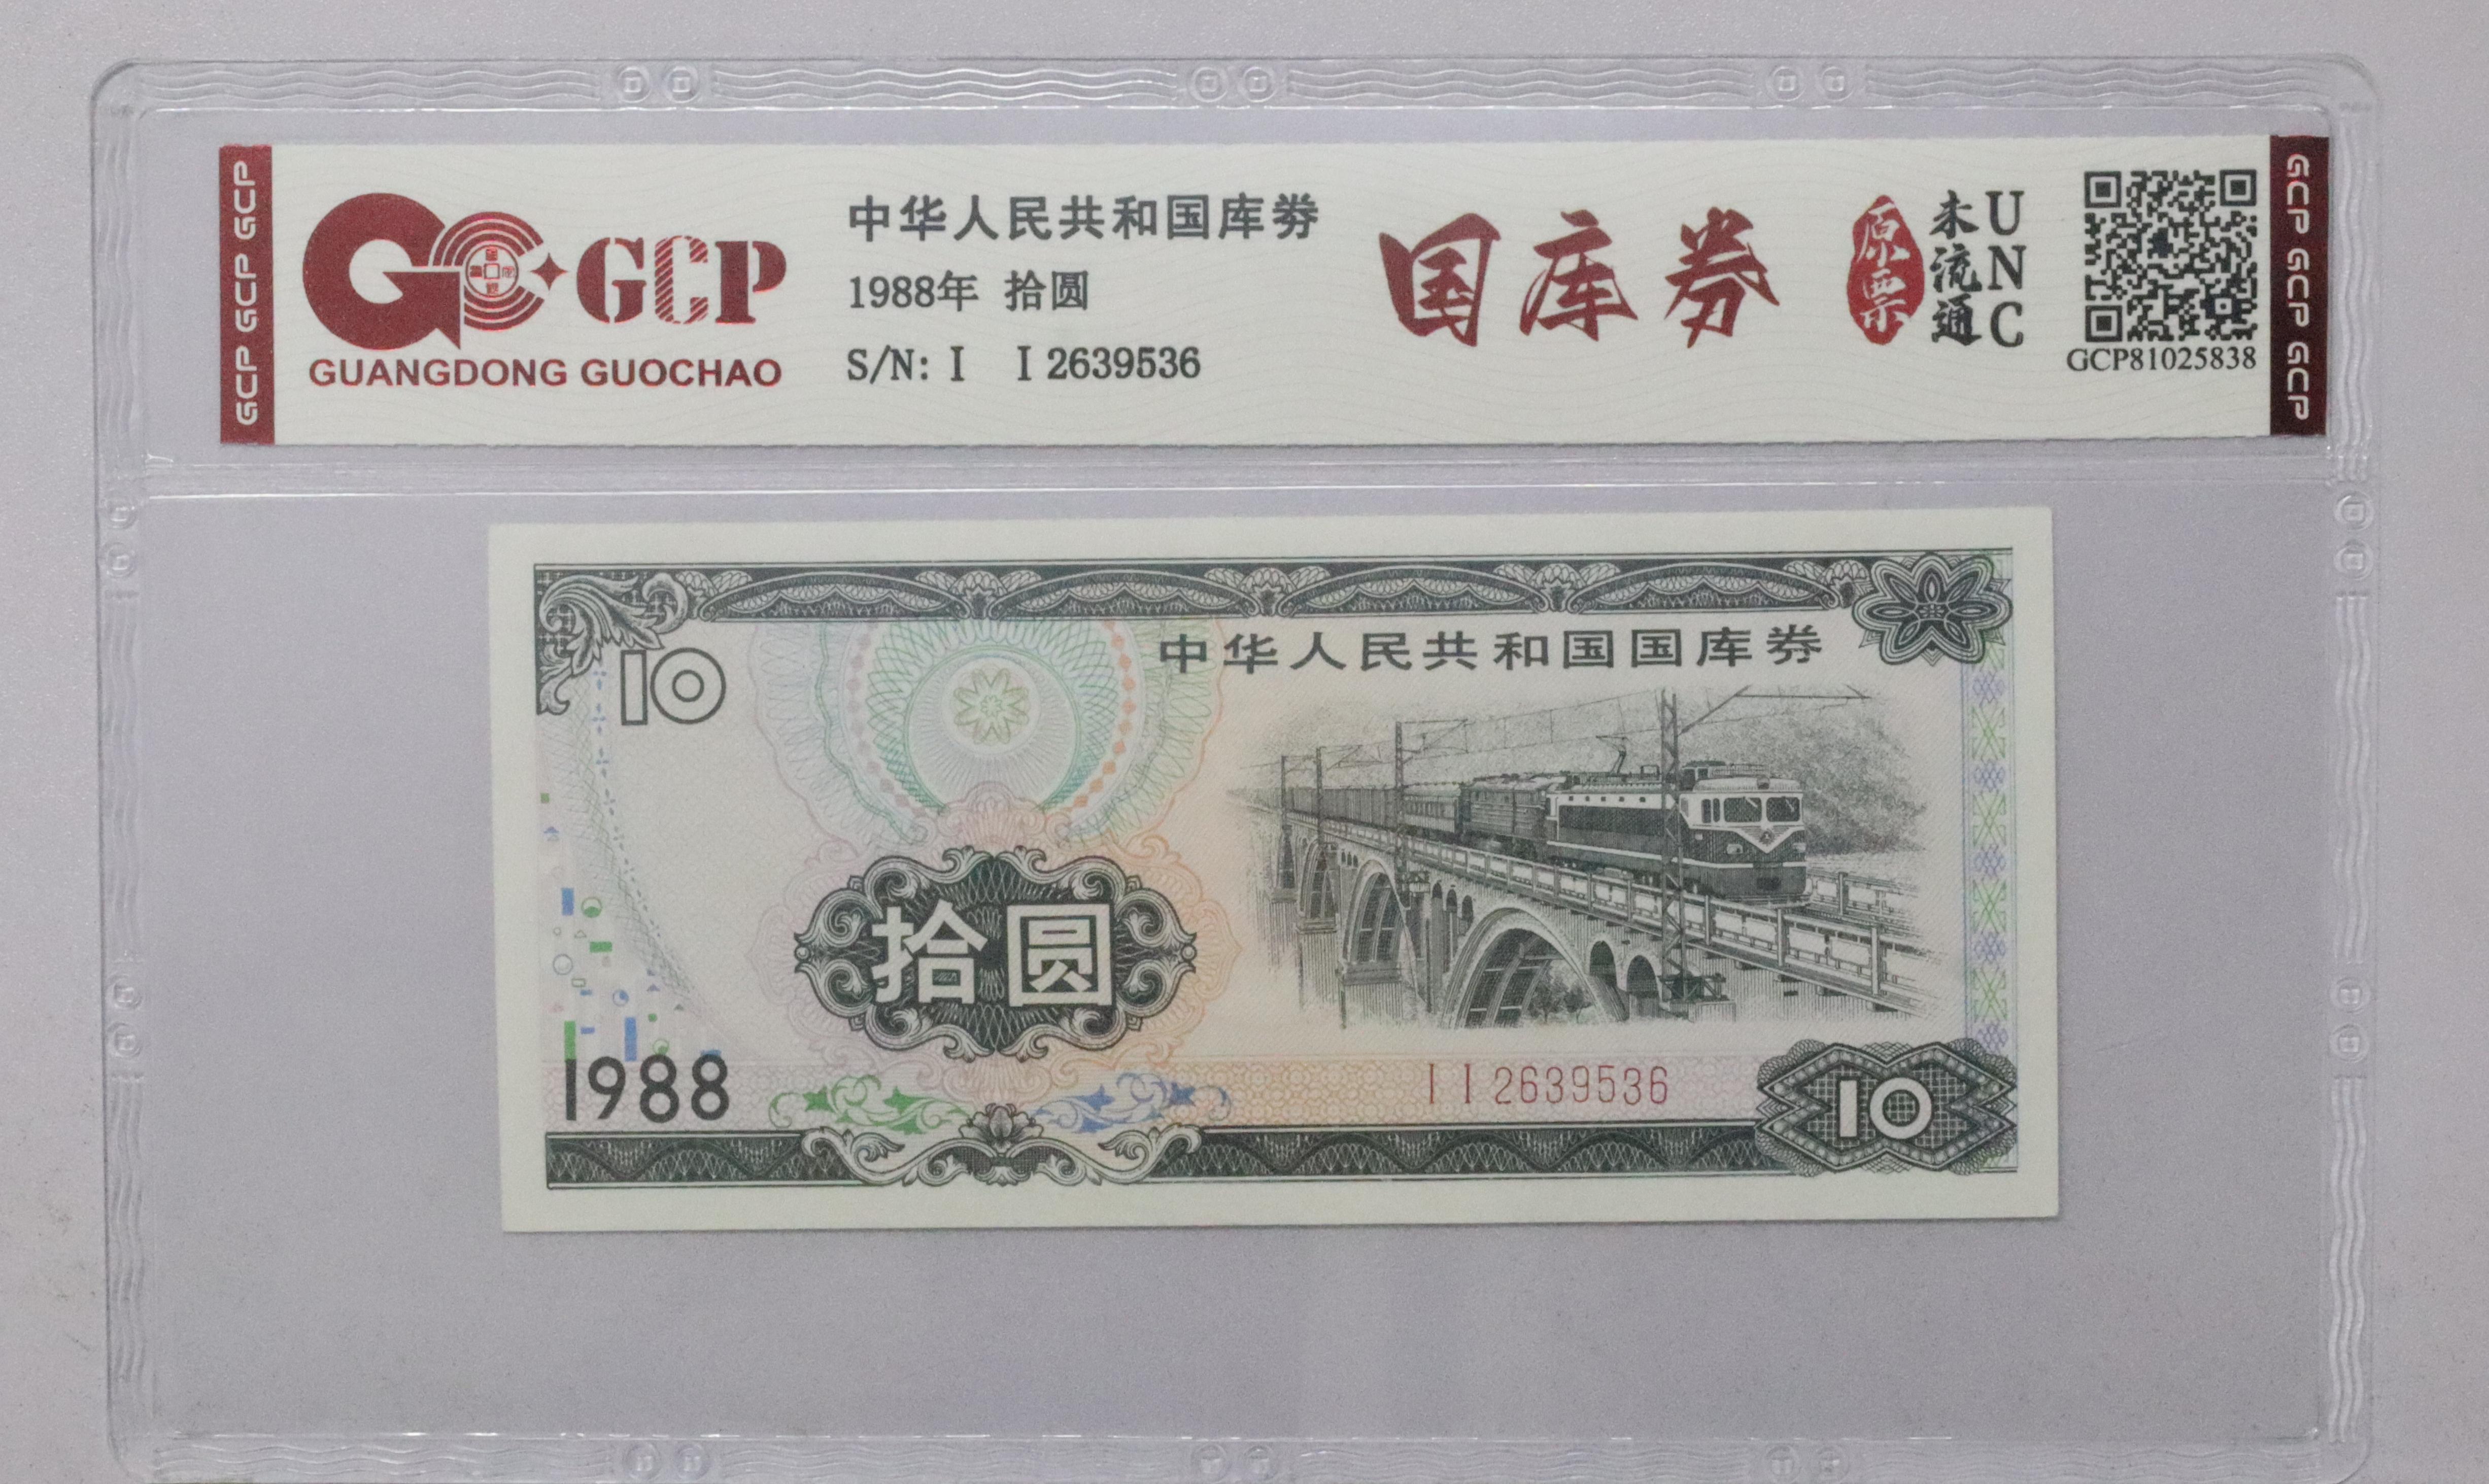 GCP GCP GCP
GCP
GUANGDONG GUOCHAO
中华人民共和国库券
1988年 拾圆
S/N: I I 2639536
国库券
原票
未流通
UNC
GCP81025838
GCP GCP GCP
10
中华人民共和国国库券
拾圆
1988
I I 2639536
10